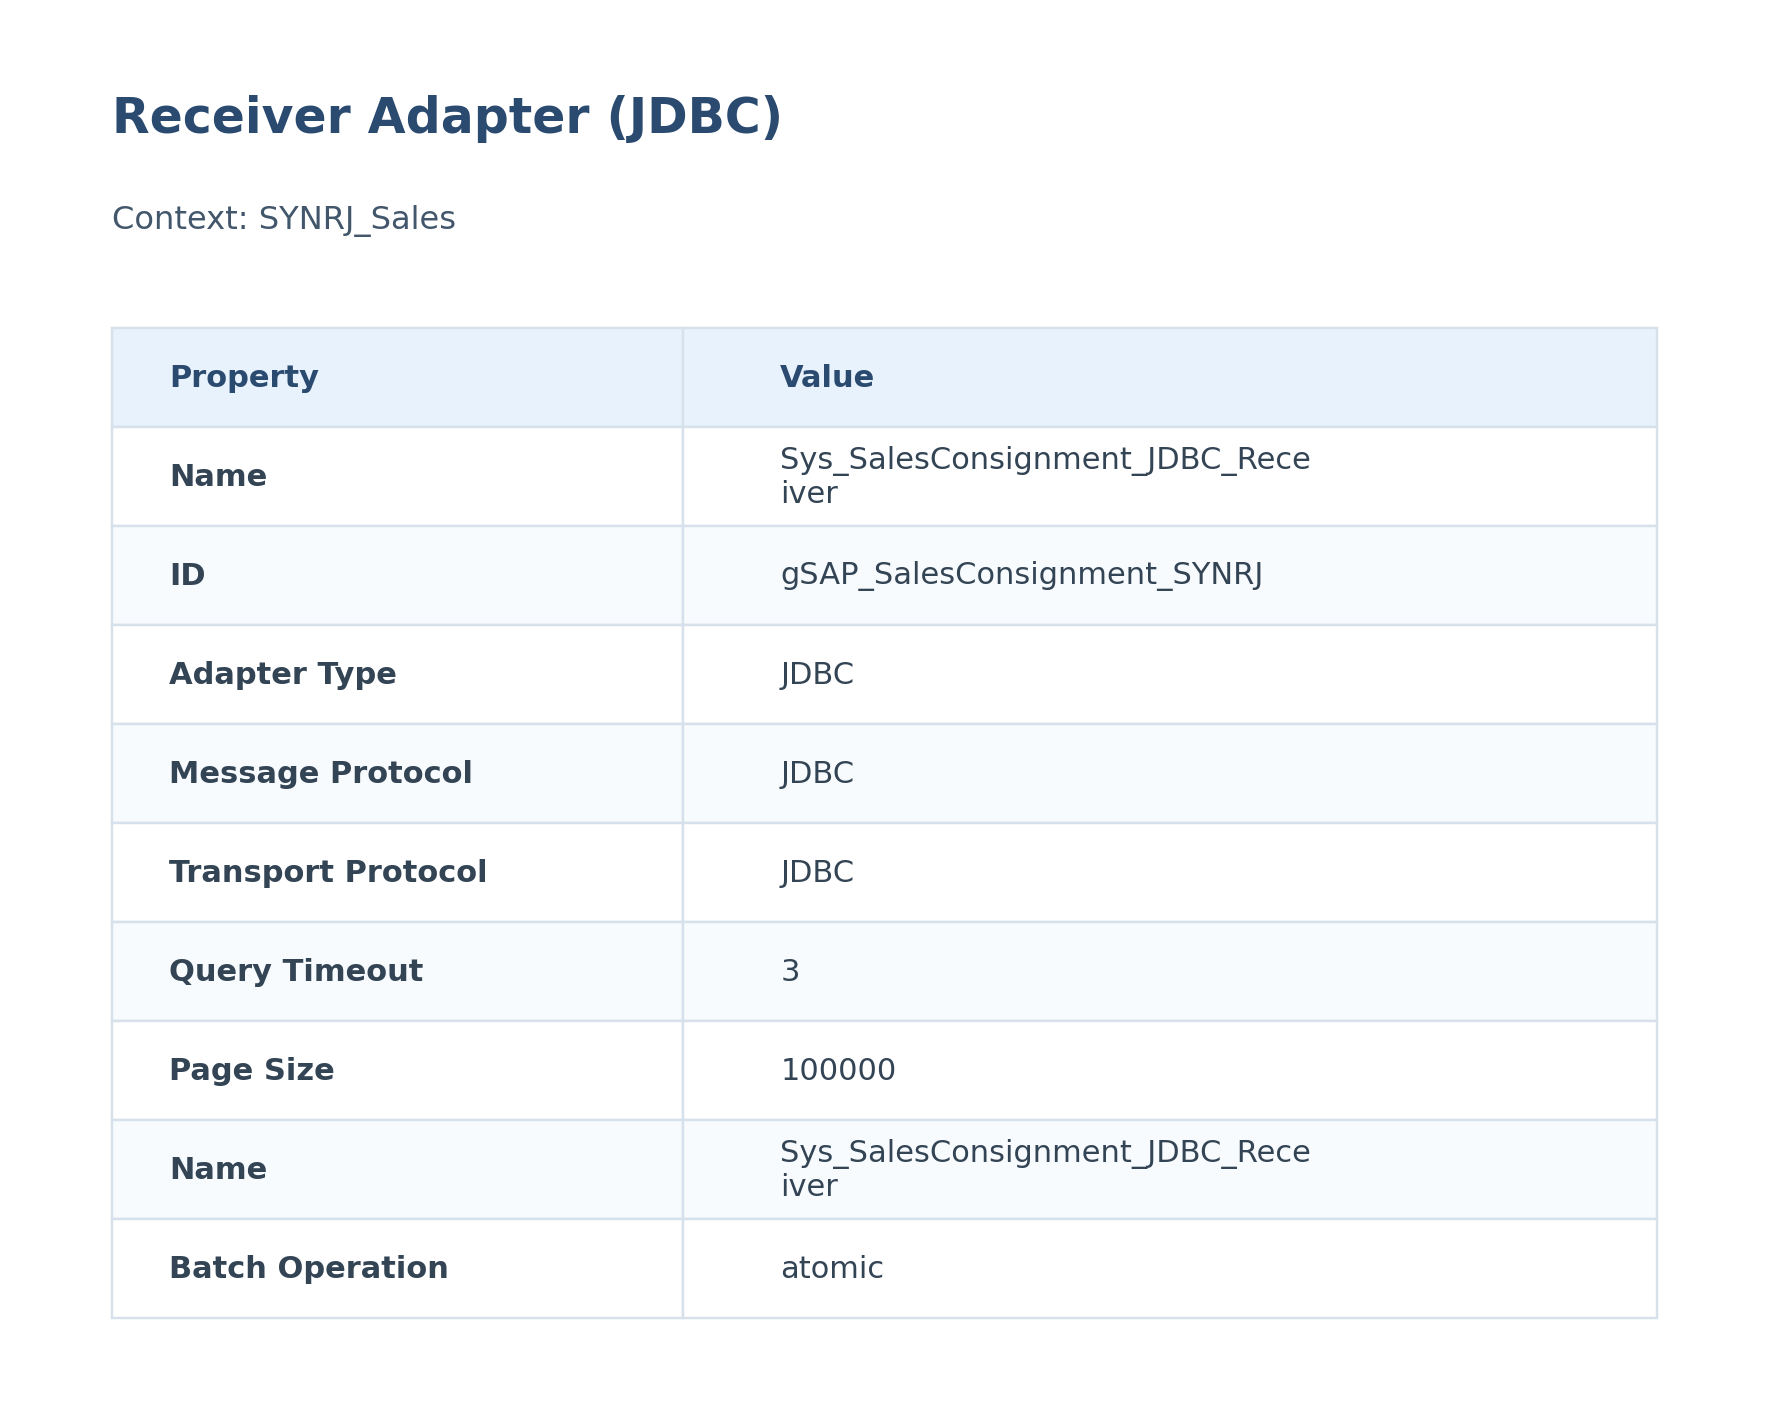 Receiver Adapter (JDBC)
Context: SYNRJ_Sales
Property Value
Name Sys_SalesConsignment_JDBC_Rece
iver
ID gSAP_SalesConsignment_SYNRJ
Adapter Type JDBC
Message Protocol JDBC
Transport Protocol JDBC
Query Timeout 3
Page Size 100000
Name Sys_SalesConsignment_JDBC_Rece
iver
Batch Operation atomic